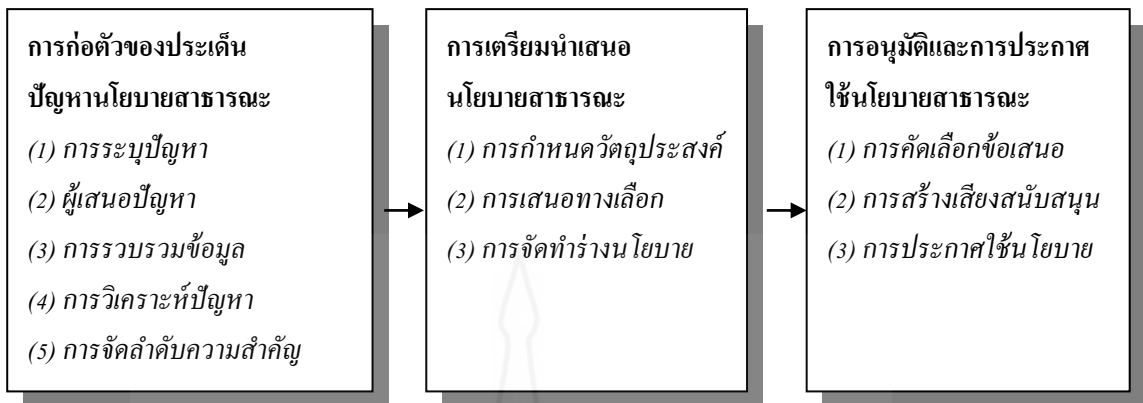 การก่อตัวของประเด็น
ปัญหานโยบายสาธารณะ
(1) การระบุปัญหา
(2) ผู้เสนอปัญหา
(3) การรวบรวมข้อมูล
(4) การวิเคราะห์ปัญหา
(5) การจัดลำดับความสำคัญ
การเตรียมนำเสนอ
นโยบายสาธารณะ
(1) การกำหนดวัตถุประสงค์
(2) การเสนอทางเลือก
(3) การจัดทำร่างนโยบาย
การอนุมัติและการประกาศ
ใช้นโยบายสาธารณะ
(1) การคัดเลือกข้อเสนอ
(2) การสร้างเสียงสนับสนุน
(3) การประกาศใช้นโยบาย